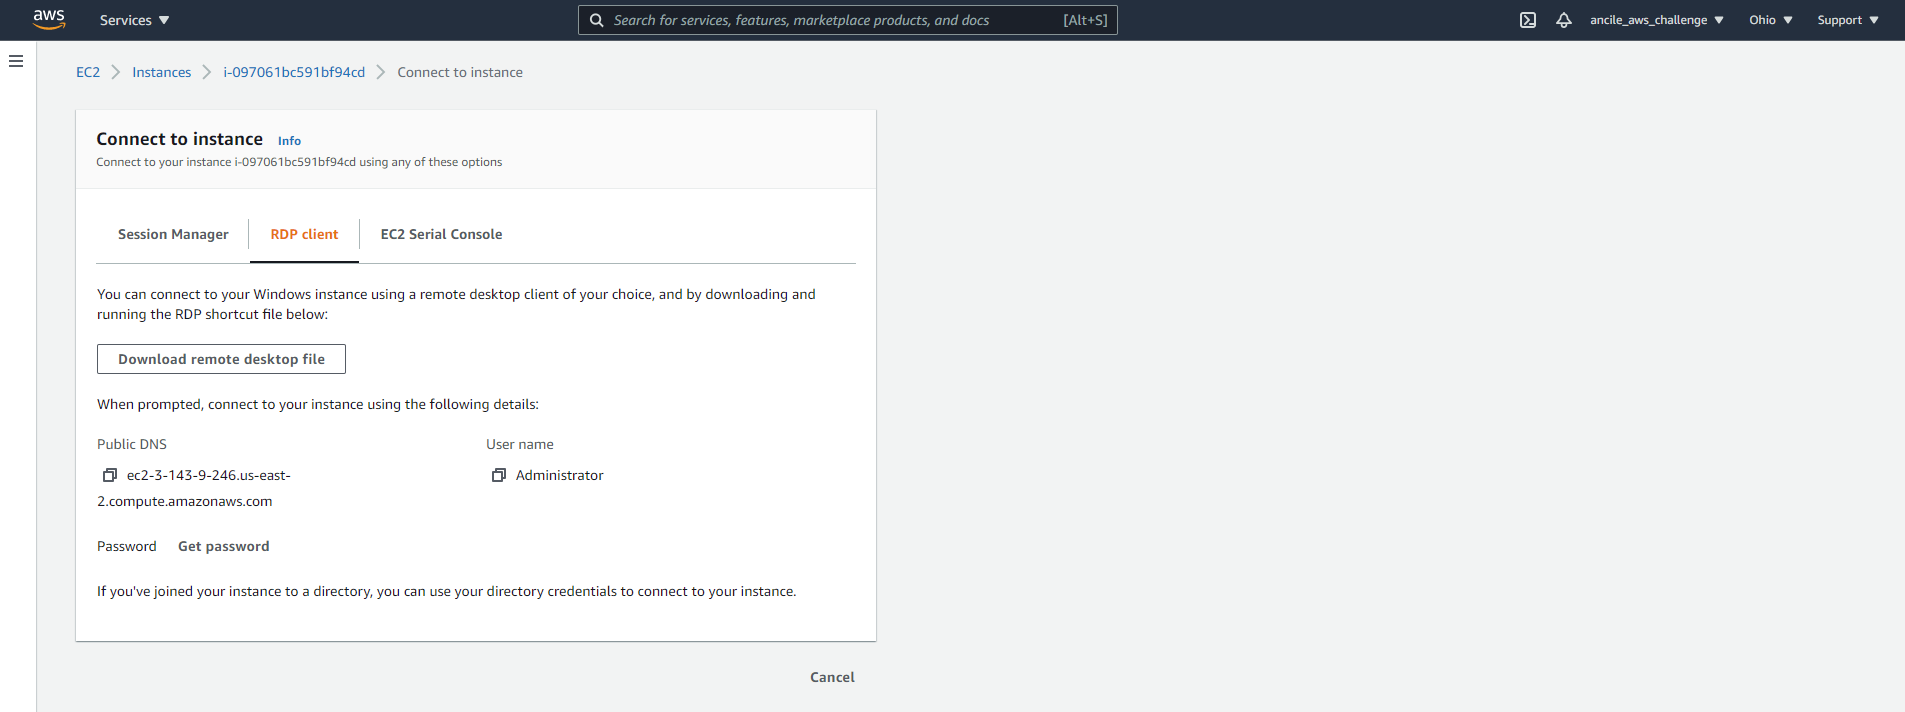 aws
Services
Search for services, features, marketplace products, and docs
[Alt+S]
ancile_aws_challenge
Ohio
Support
EC2
Instances
i-097061bc591bf94cd
Connect to instance
Connect to instance
Info
Connect to your instance i-097061bc591bf94cd using any of these options
Session Manager
RDP client
EC2 Serial Console
You can connect to your Windows instance using a remote desktop client of your choice, and by downloading and
running the RDP shortcut file below:
Download remote desktop file
When prompted, connect to your instance using the following details:
Public DNS
ec2-3-143-9-246.us-east-
2.compute.amazonaws.com
User name
Administrator
Password
Get password
If you've joined your instance to a directory, you can use your directory credentials to connect to your instance.
Cancel